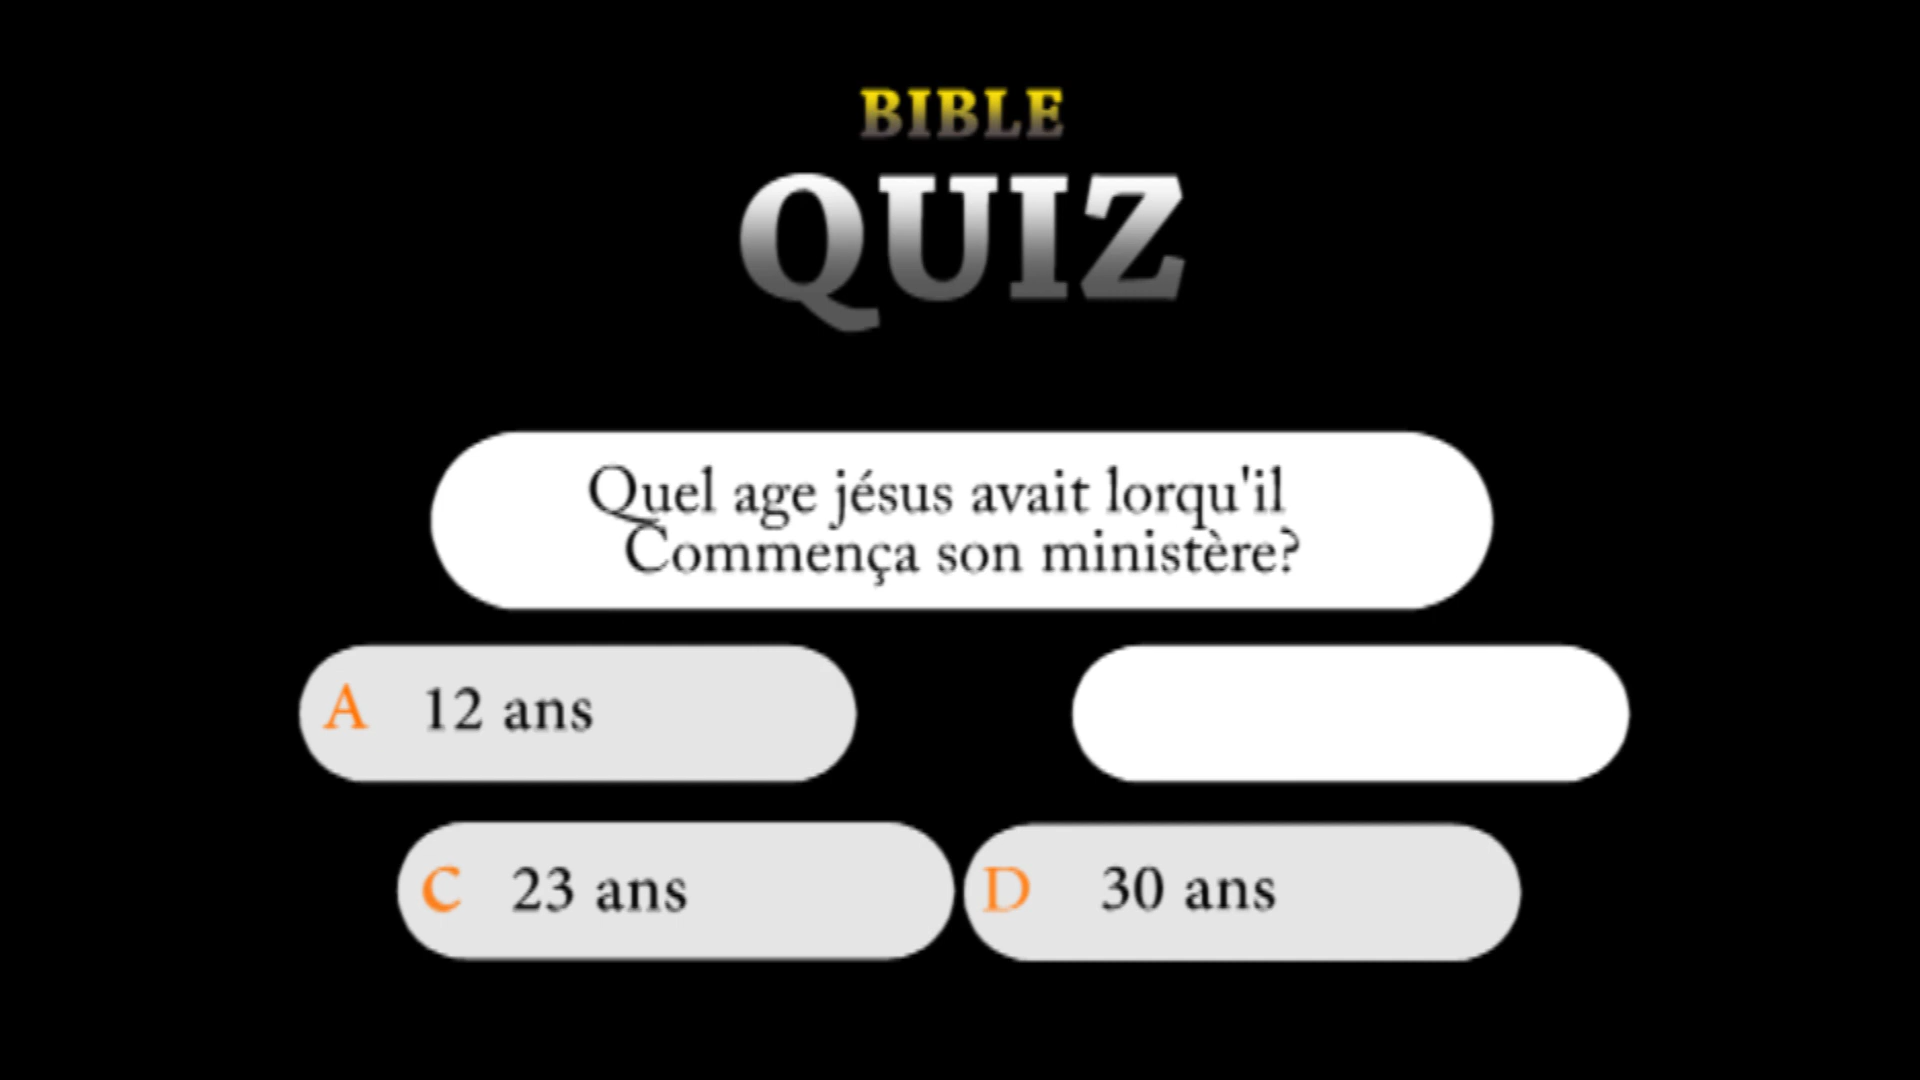 BIBLE
QUIZ
Quel age jésus avait lorqu'il
Commença son ministère?
A 12 ans
C 23 ans
D 30 ans